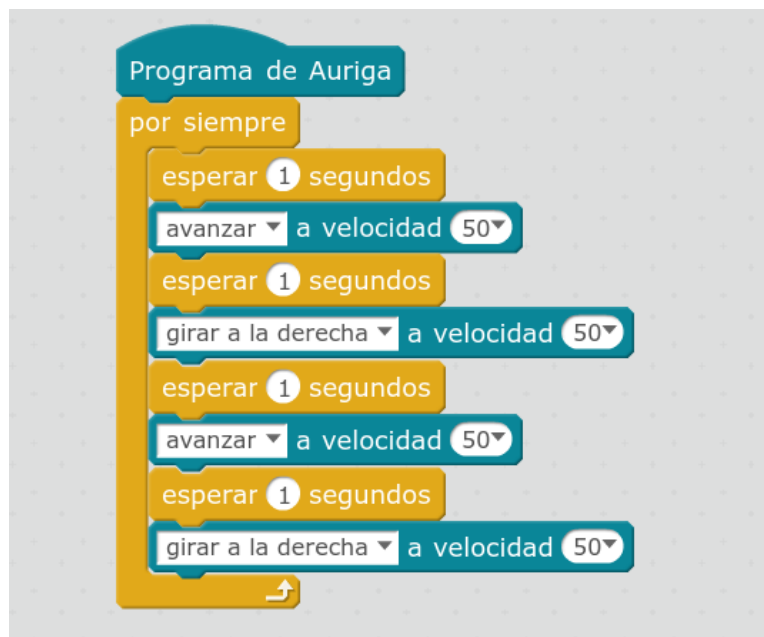 Programa de Auriga
por siempre
esperar 1 segundos
avanzar a velocidad 50
esperar 1 segundos
girar a la derecha a velocidad 50
esperar 1 segundos
avanzar a velocidad 50
esperar 1 segundos
girar a la derecha a velocidad 50